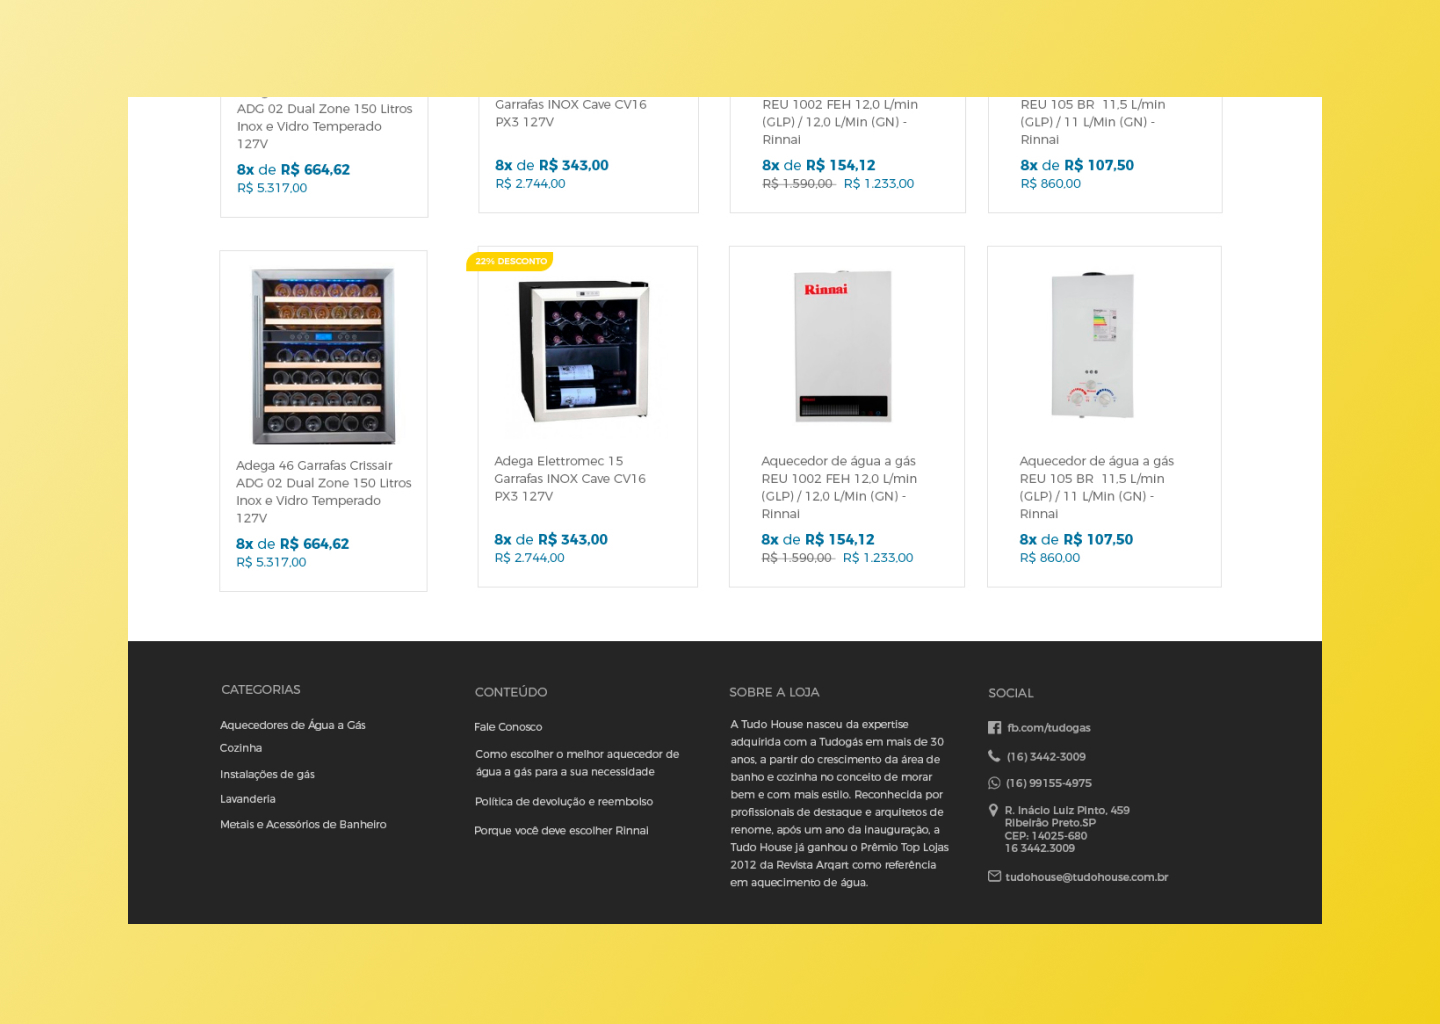 ADG 02 Dual Zone 150 Litros
Inox e Vidro Temperado
127V
8x de R$ 664,62
R$ 5.317,00
Garrafas INOX Cave CV16
PX3 127V
8x de R$ 343,00
R$ 2.744,00
REU 1002 FEH 12,0 L/min
(GLP) / 12,0 L/Min (GN) -
Rinnai
8x de R$ 154,12
R$ 1.590,00 R$ 1.233,00
REU 105 BR 11,5 L/min
(GLP) / 11 L/Min (GN) -
Rinnai
8x de R$ 107,50
R$ 860,00
Adega 46 Garrafas Crissair
ADG 02 Dual Zone 150 Litros
Inox e Vidro Temperado
127V
8x de R$ 664,62
R$ 5.317,00
22% DESCONTO
Adega Elettromec 15
Garrafas INOX Cave CV16
PX3 127V
8x de R$ 343,00
R$ 2.744,00
Rinnai
Aquecedor de água a gás
REU 1002 FEH 12,0 L/min
(GLP) / 12,0 L/Min (GN) -
Rinnai
8x de R$ 154,12
R$ 1.590,00 R$ 1.233,00
Aquecedor de água a gás
REU 105 BR 11,5 L/min
(GLP) / 11 L/Min (GN) -
Rinnai
8x de R$ 107,50
R$ 860,00
CATEGORIAS
Aquecedores de Água a Gás
Cozinha
Instalações de gás
Lavanderia
Metais e Acessórios de Banheiro
CONTEÚDO
Fale Conosco
Como escolher o melhor aquecedor de
água a gás para a sua necessidade
Política de devolução e reembolso
Porque você deve escolher Rinnai
SOBRE A LOJA
A Tudo House nasceu da expertise
adquirida com a Tudogás em mais de 30
anos, a partir do crescimento da área de
banho e cozinha no conceito de morar
bem e com mais estilo. Reconhecida por
profissionais de destaque e arquitetos de
renome, após um ano da inauguração, a
Tudo House já ganhou o Prêmio Top Lojas
2012 da Revista Arqart como referência
em aquecimento de água.
SOCIAL
fb.com/tudogas
(16) 3442-3009
(16) 99155-4975
R. Inácio Luiz Pinto, 459
Ribeirão Preto.SP
CEP: 14025-680
16 3442.3009
tudohouse@tudohouse.com.br